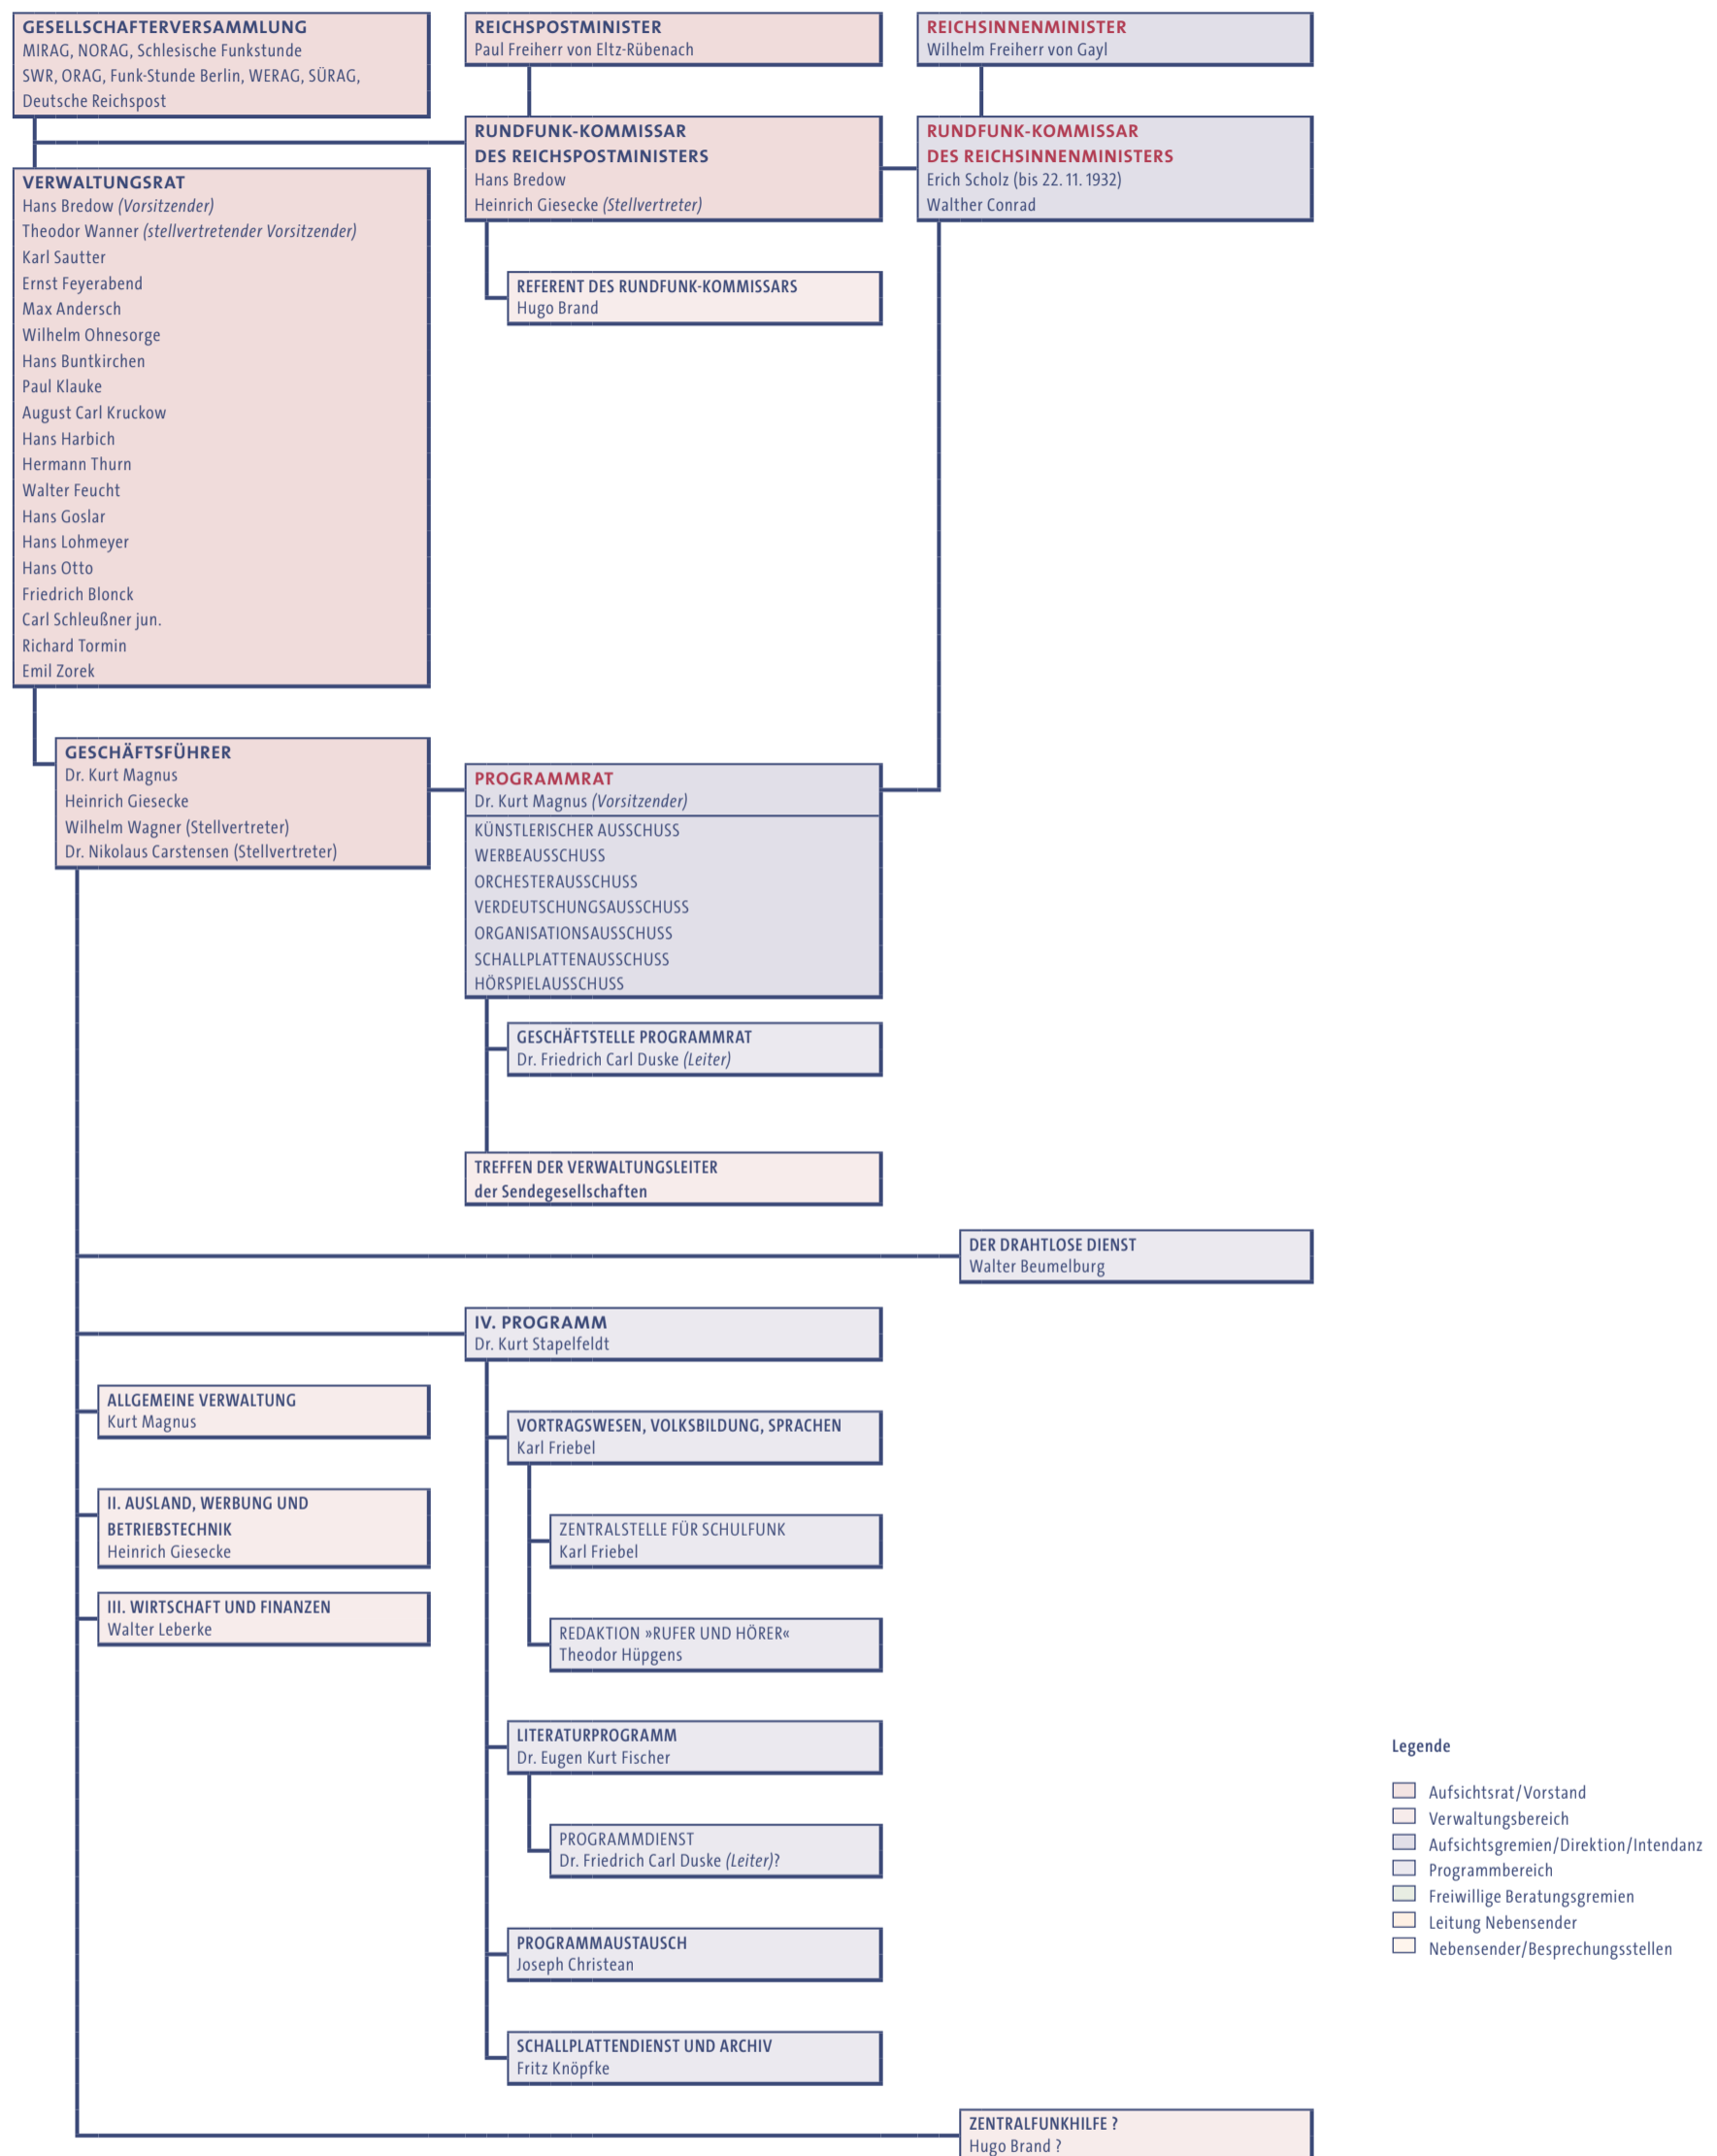 GESELLSCHAFTERVERSAMMLUNG
MIRAG, NORAG, Schlesische Funkstunde
SWR, ORAG, Funk-Stunde Berlin, WERAG, SÜRAG,
Deutsche Reichspost
REICHSPOSTMINISTER
Paul Freiherr von Eltz-Rübenach
REICHSINNENMINISTER
Wilhelm Freiherr von Gayl
RUNDFUNK-KOMMISSAR
DES REICHSPOSTMINISTERS
Hans Bredow
Heinrich Giesecke (Stellvertreter)
RUNDFUNK-KOMMISSAR
DES REICHSINNENMINISTERS
Erich Scholz (bis 22. 11. 1932)
Walther Conrad
VERWALTUNGSRAT
Hans Bredow (Vorsitzender)
Theodor Wanner (stellvertretender Vorsitzender)
Karl Sautter
Ernst Feyerabend
Max Andersch
Wilhelm Ohnesorge
Hans Buntkirchen
Paul Klauke
August Carl Kruckow
Hans Harbich
Hermann Thurn
Walter Feucht
Hans Goslar
Hans Lohmeyer
Hans Otto
Friedrich Blonck
Carl Schleußner jun.
Richard Tormin
Emil Zorek
REFERENT DES RUNDFUNK-KOMMISSARS
Hugo Brand
GESCHÄFTSFÜHRER
Dr. Kurt Magnus
Heinrich Giesecke
Wilhelm Wagner (Stellvertreter)
Dr. Nikolaus Carstensen (Stellvertreter)
PROGRAMMRAT
Dr. Kurt Magnus (Vorsitzender)
KÜNSTLERISCHER AUSSCHUSS
WERBEAUSSCHUSS
ORCHESTERAUSSCHUSS
VERDEUTSCHUNGSAUSSCHUSS
ORGANISATIONSAUSSCHUSS
SCHALLPLATTENAUSSCHUSS
HÖRSPIELAUSSCHUSS
GESCHÄFTSTELLE PROGRAMMRAT
Dr. Friedrich Carl Duske (Leiter)
TREFFEN DER VERWALTUNGSLEITER
der Sendegesellschaften
DER DRAHTLOSE DIENST
Walter Beumelburg
IV. PROGRAMM
Dr. Kurt Stapelfeldt
ALLGEMEINE VERWALTUNG
Kurt Magnus
II. AUSLAND, WERBUNG UND
BETRIEBSTECHNIK
Heinrich Giesecke
III. WIRTSCHAFT UND FINANZEN
Walter Leberke
VORTRAGSWESEN, VOLKSBILDUNG, SPRACHEN
Karl Friebel
ZENTRALSTELLE FÜR SCHULFUNK
Karl Friebel
REDAKTION »RUFER UND HÖRER«
Theodor Hüpgens
LITERATURPROGRAMM
Dr. Eugen Kurt Fischer
PROGRAMMDIENST
Dr. Friedrich Carl Duske (Leiter)?
PROGRAMMAUSTAUSCH
Joseph Christean
SCHALLPLATTENDIENST UND ARCHIV
Fritz Knöpfke
ZENTRALFUNKHILFE ?
Hugo Brand ?
Legende
Aufsichtsrat/Vorstand
Verwaltungsbereich
Aufsichtsgremien/Direktion/Intendanz
Programmbereich
Freiwillige Beratungsgremien
Leitung Nebensender
Nebensender/Besprechungsstellen